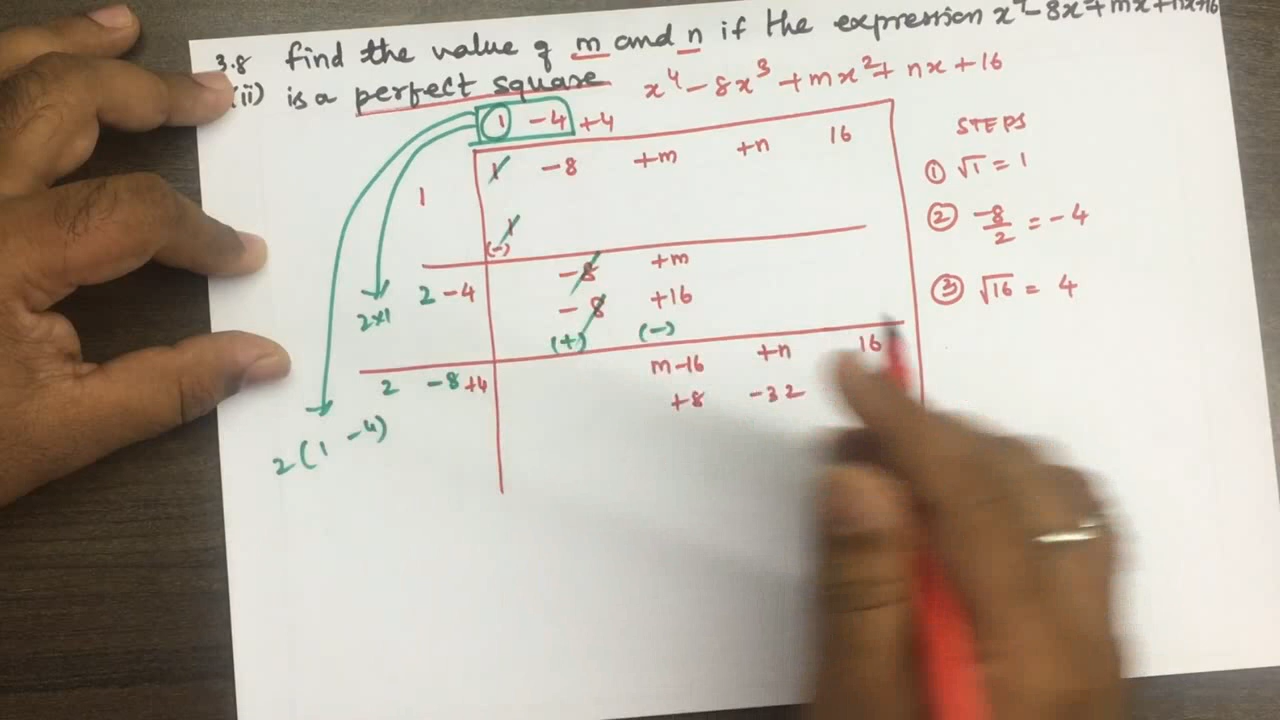 3.8 find the value of m and n if the expression x⁴-8x³+mx²+nx+16
(ii) is a perfect square x⁴-8x³+mx²+nx+16
1 -4 +4
1 -8 +m +n 16
1
1
(-)
-8 +m
2 -4 -8 +16
2×1
(+) (-)
m-16 +n 16
2 -8 +4 +8 -32
2(1 -4)
STEPS
① √1 = 1
② -8/2 = -4
③ √16 = 4